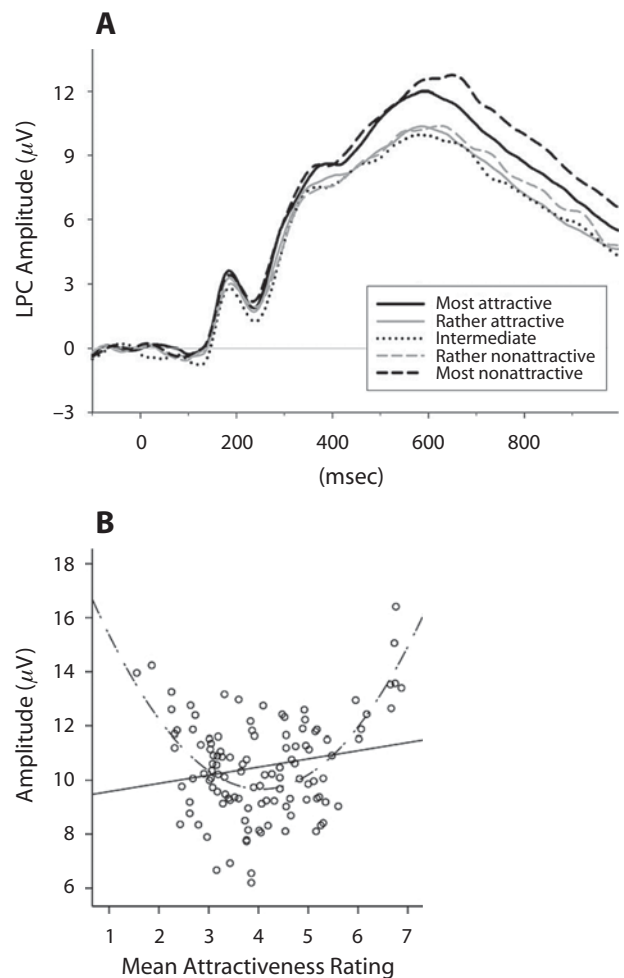 A
LPC Amplitude (μV)
12
9
6
3
0
−3
Most attractive
Rather attractive
Intermediate
Rather nonattractive
Most nonattractive
0 200 400 600 800
(msec)
B
Amplitude (μV)
18
16
14
12
10
8
6
1 2 3 4 5 6 7
Mean Attractiveness Rating